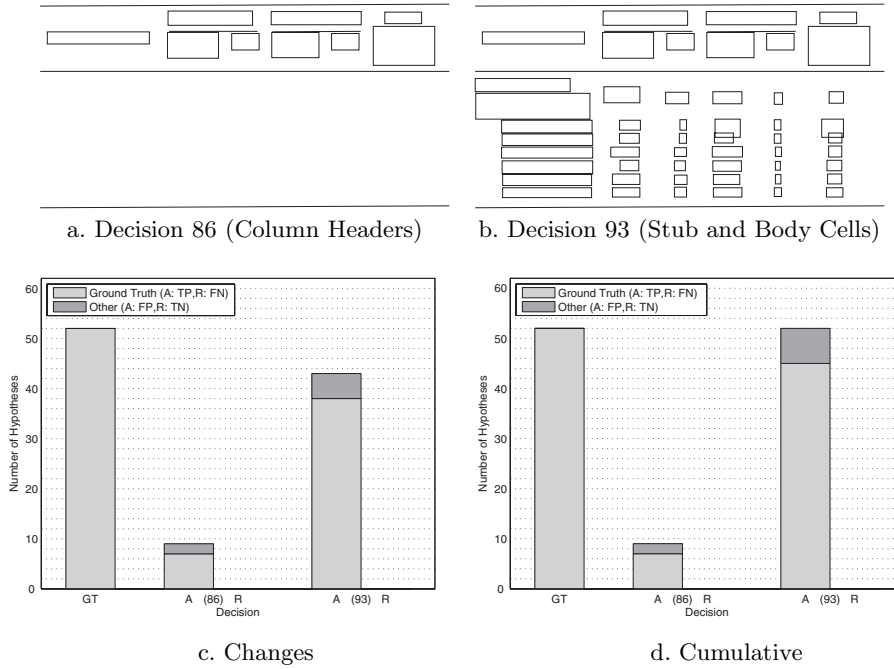 a. Decision 86 (Column Headers)
b. Decision 93 (Stub and Body Cells)
60
50
40
30
20
10
0
Number of Hypotheses
Ground Truth (A: TP,R: FN)
Other (A: FP,R: TN)
GT
A (86) R
A (93) R
Decision
c. Changes
60
50
40
30
20
10
0
Number of Hypotheses
Ground Truth (A: TP,R: FN)
Other (A: FP,R: TN)
GT
A (86) R
A (93) R
Decision
d. Cumulative